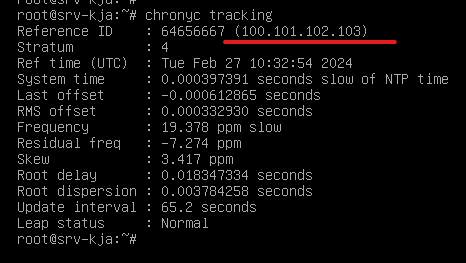 root@srv-kja:~#
root@srv-kja:~# chronyc tracking
Reference ID    : 64656667 (100.101.102.103)
Stratum         : 4
Ref time (UTC)  : Tue Feb 27 10:32:54 2024
System time     : 0.000397391 seconds slow of NTP time
Last offset     : -0.000612865 seconds
RMS offset      : 0.000332930 seconds
Frequency       : 19.378 ppm slow
Residual freq   : -7.274 ppm
Skew            : 3.417 ppm
Root delay      : 0.018347334 seconds
Root dispersion : 0.003784258 seconds
Update interval : 65.2 seconds
Leap status     : Normal
root@srv-kja:~#